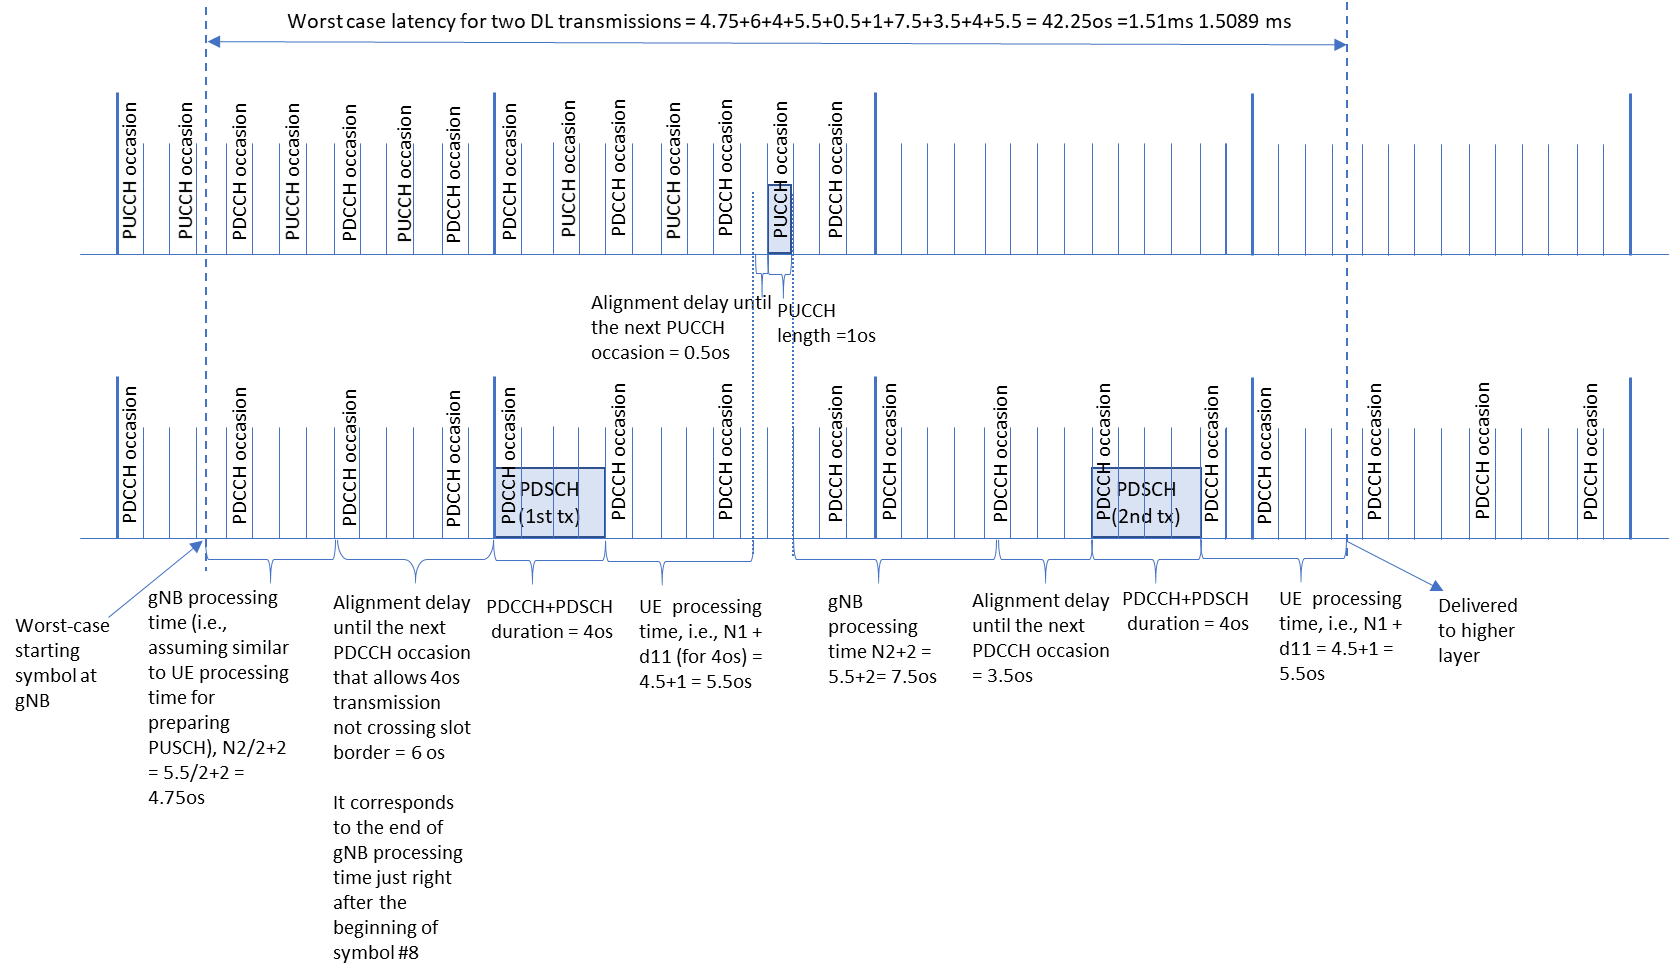 Worst case latency for two DL transmissions = 4.75+6+4+5.5+0.5+1+7.5+3.5+4+5.5 = 42.25os =1.51ms 1.5089 ms
PUCCH occasion
PUCCH occasion
PDCCH occasion
PUCCH occasion
PDCCH occasion
PUCCH occasion
PDCCH occasion
PDCCH occasion
PUCCH occasion
PDCCH occasion
PUCCH occasion
PDCCH occasion
PUCCH occasion
PDCCH occasion
Alignment delay until
the next PUCCH
occasion = 0.5os
PUCCH
length =1os
PDCCH occasion
PDCCH occasion
PDCCH occasion
PDCCH occasion
PDCCH occasion
PDSCH
(1st tx)
PDCCH occasion
PDCCH occasion
PDCCH occasion
PDCCH occasion
PDCCH occasion
PDCCH occasion
PDSCH
(2nd tx)
PDCCH occasion
PDCCH occasion
PDCCH occasion
PDCCH occasion
PDCCH occasion
Worst-case
starting
symbol at
gNB
gNB processing
time (i.e.,
assuming similar
to UE processing
time for
preparing
PUSCH), N2/2+2
= 5.5/2+2 =
4.75os
Alignment delay
until the next
PDCCH occasion
that allows 4os
transmission
not crossing slot
border = 6 os
It corresponds
to the end of
gNB processing
time just right
after the
beginning of
symbol #8
PDCCH+PDSCH
duration = 4os
UE processing
time, i.e., N1 +
d11 (for 4os) =
4.5+1 = 5.5os
gNB
processing
time N2+2 =
5.5+2= 7.5os
Alignment delay
until the next
PDCCH occasion
= 3.5os
PDCCH+PDSCH
duration = 4os
UE processing
time, i.e., N1 +
d11 = 4.5+1 =
5.5os
Delivered
to higher
layer